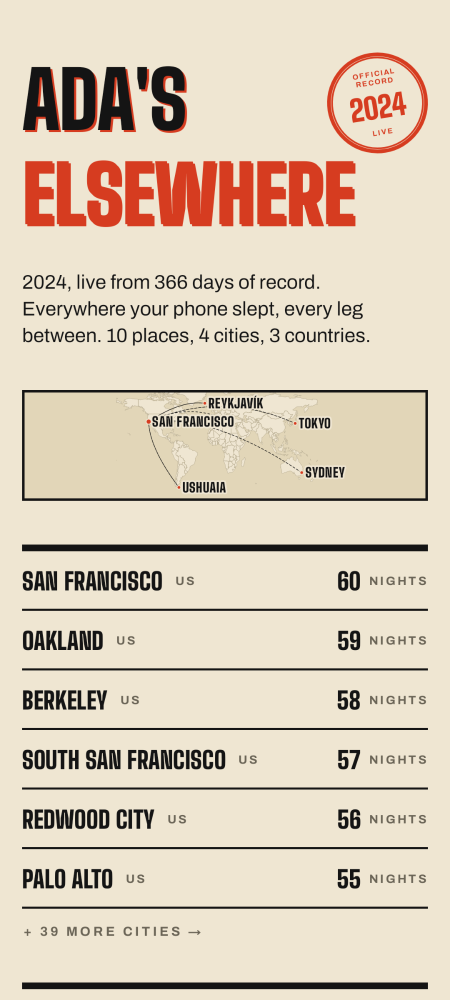 ADA'S
OFFICIAL
RECORD
2024
LIVE
ELSEWHERE
2024, live from 366 days of record.
Everywhere your phone slept, every leg
between. 10 places, 4 cities, 3 countries.
REYKJAVÍK
SAN FRANCISCO
TOKYO
SYDNEY
USHUAIA
SAN FRANCISCO US 60 NIGHTS
OAKLAND US 59 NIGHTS
BERKELEY US 58 NIGHTS
SOUTH SAN FRANCISCO US 57 NIGHTS
REDWOOD CITY US 56 NIGHTS
PALO ALTO US 55 NIGHTS
+ 39 MORE CITIES →